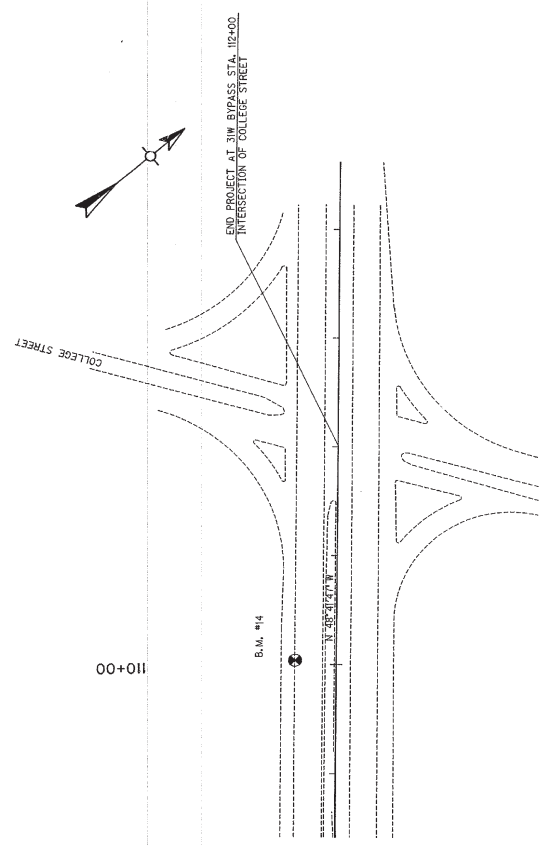 END PROJECT AT 31W BYPASS STA. 112+00
INTERSECTION OF COLLEGE STREET
COLLEGE STREET
B.M. #14
N 48°41'47" W
110+00